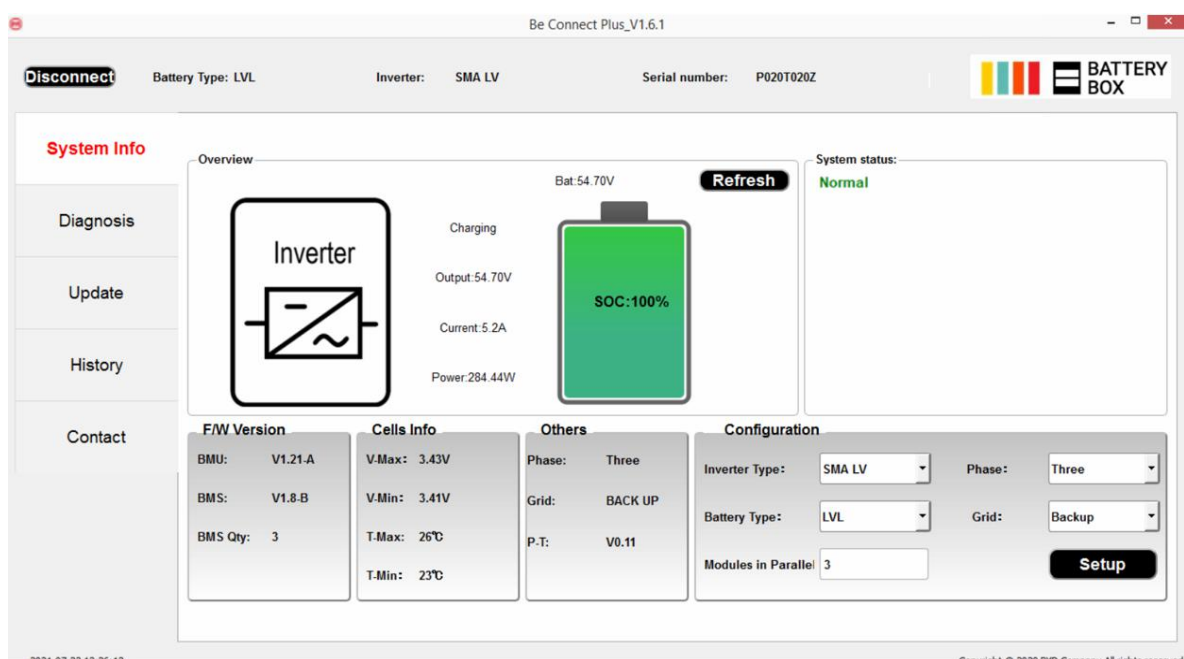 Be Connect Plus_V1.6.1
Disconnect
Battery Type: LVL
Inverter: SMA LV
Serial number: P020T020Z
BATTERY
BOX
System Info
Diagnosis
Update
History
Contact
Overview
Bat:54.70V
Refresh
Inverter
Charging
Output:54.70V
Current:5.2A
Power:284.44W
SOC:100%
System status:
Normal
F/W Version
BMU: V1.21-A
BMS: V1.8-B
BMS Qty: 3
Cells Info
V-Max: 3.43V
V-Min: 3.41V
T-Max: 26℃
T-Min: 23℃
Others
Phase: Three
Grid: BACK UP
P-T: V0.11
Configuration
Inverter Type: SMA LV
Phase: Three
Battery Type: LVL
Grid: Backup
Modules in Parallel 3
Setup